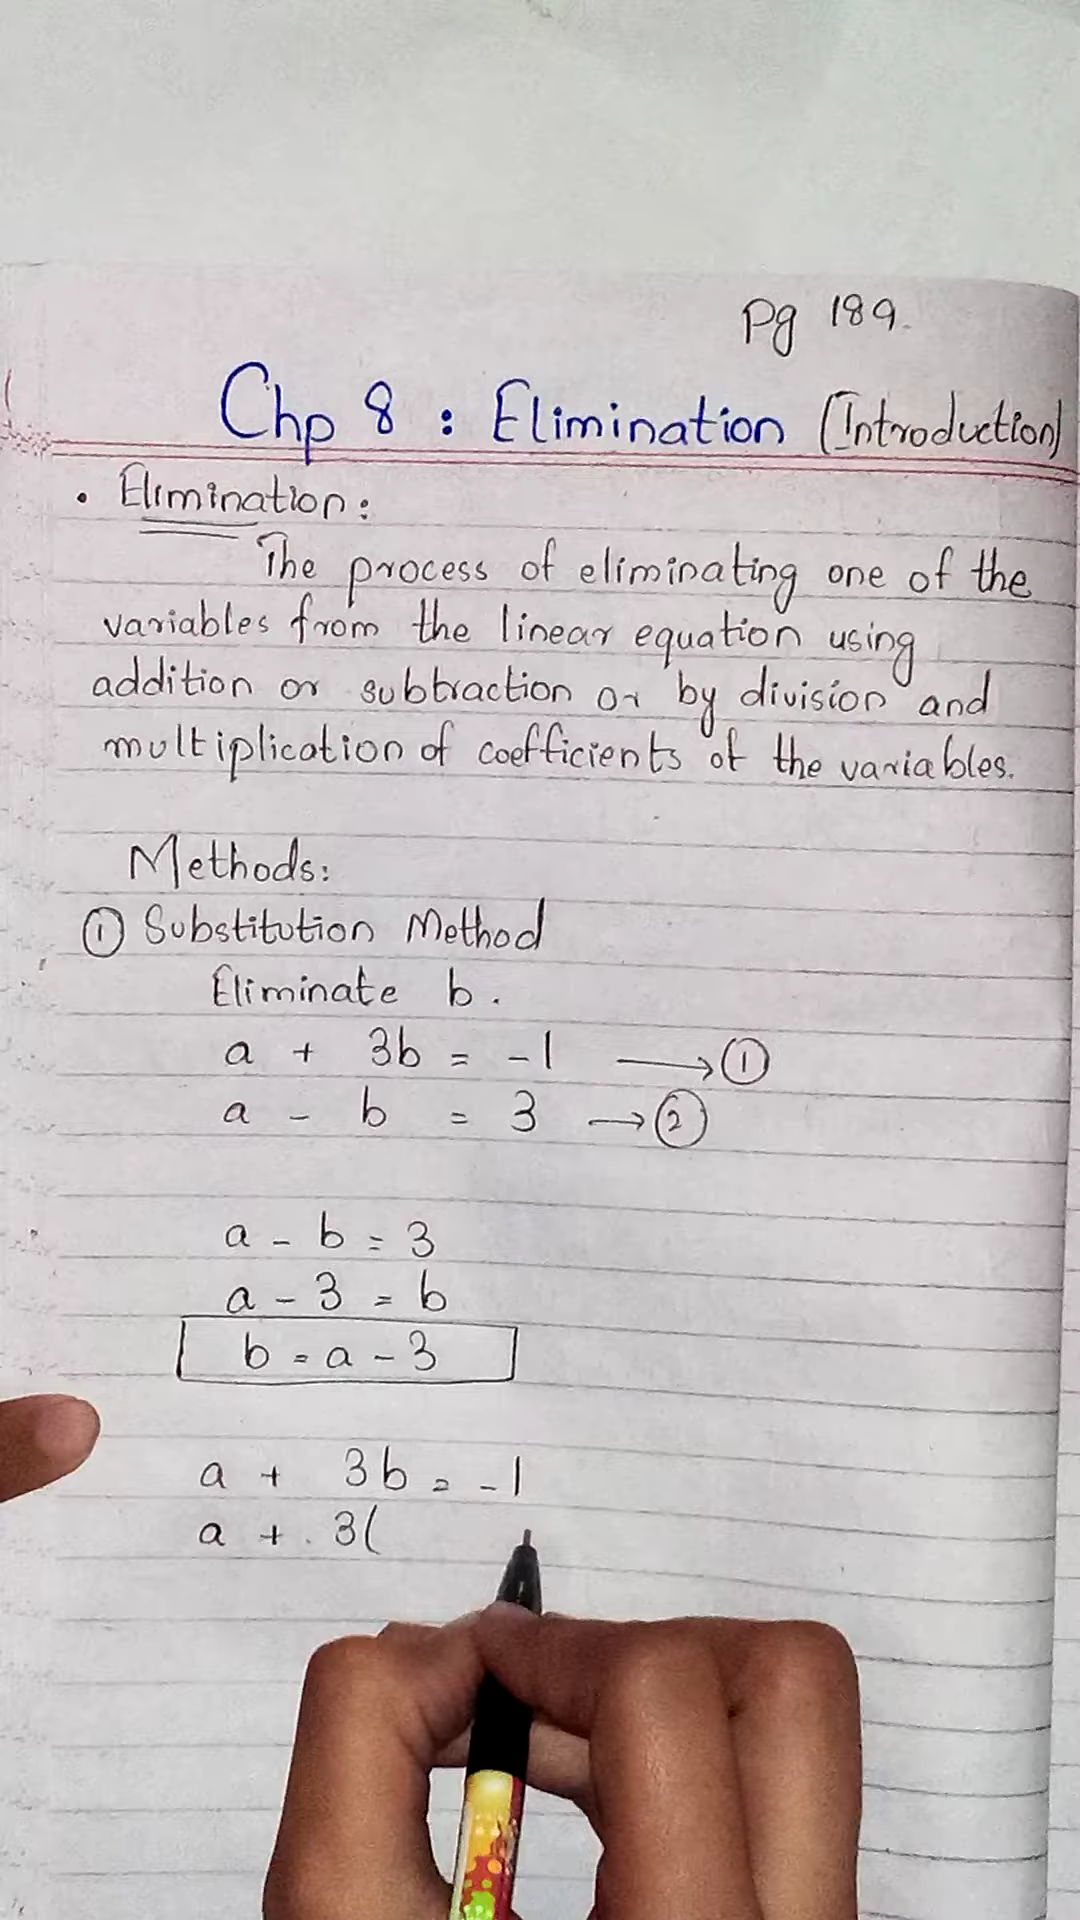 Pg 189.
Chp 8 : Elimination (Introduction)
• Elimination:
The process of eliminating one of the
variables from the linear equation using
addition or subtraction or by division and
multiplication of coefficients of the variables.
Methods:
① Substitution Method
Eliminate b.
a + 3b = -1 → ①
a - b = 3 → ②
a - b = 3
a - 3 = b
b = a - 3
a + 3b = -1
a + 3(